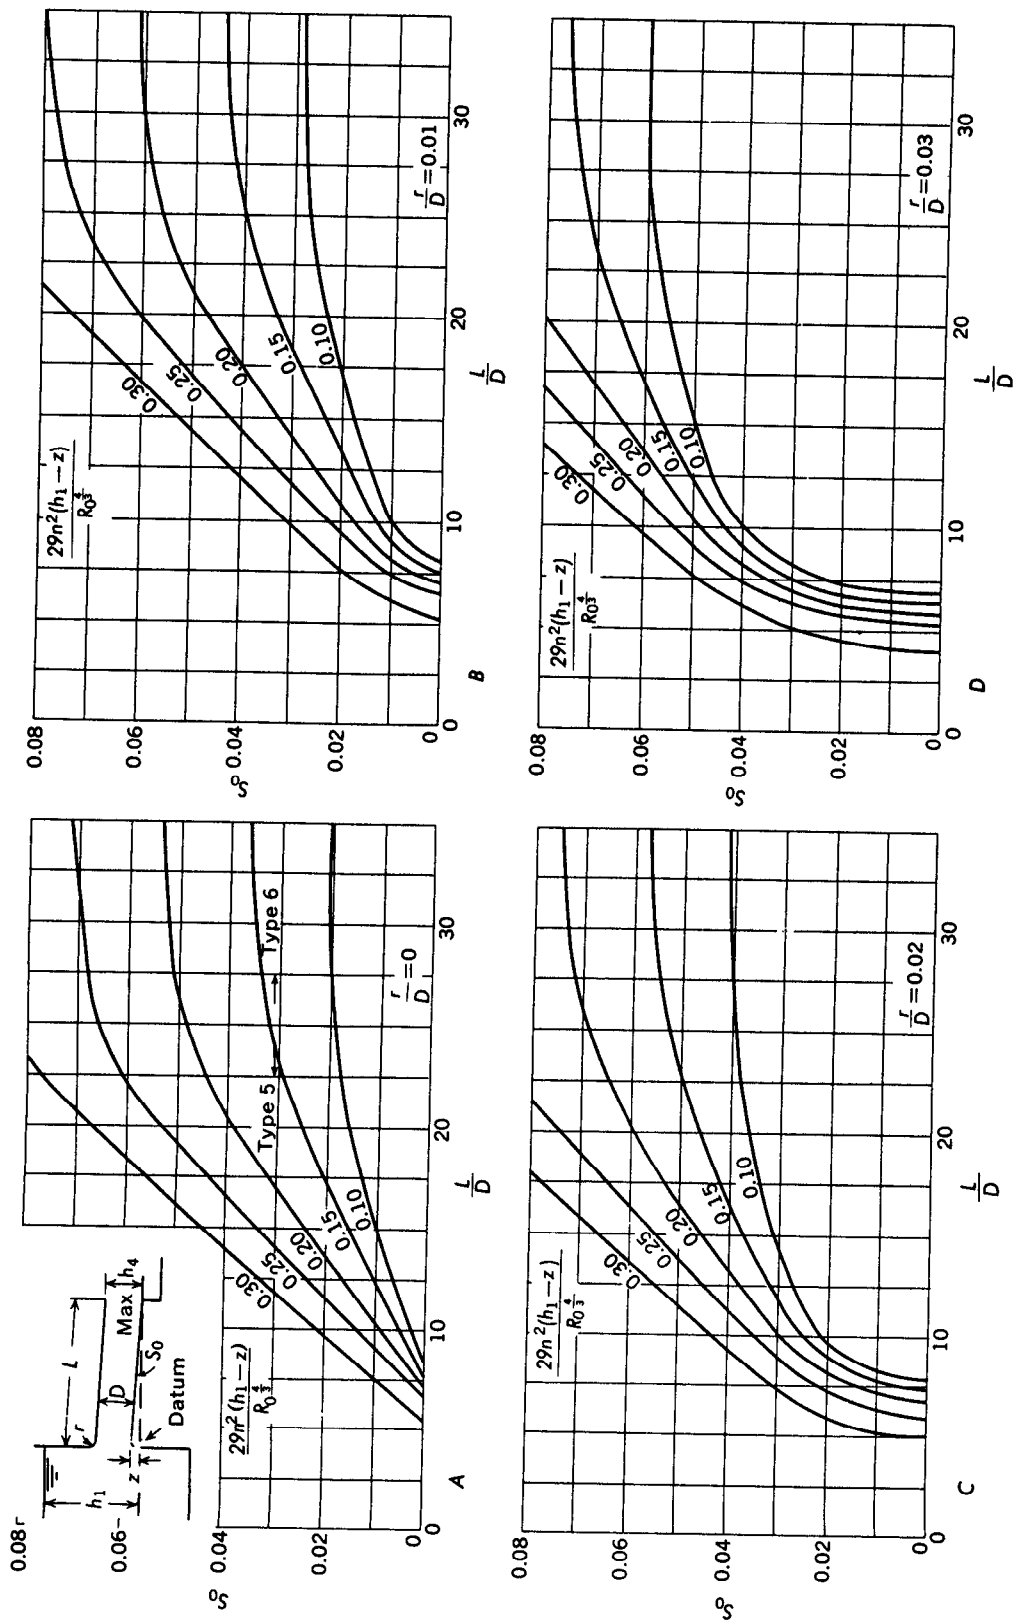 0.08
0.06
0.04
0.02
0
S₀
h₁
z
r
L
D
Max h₄
S₀
Datum
29n²(h₁−z)
R₀^{4/3}
0.30
0.25
0.20
0.15
0.10
Type 5
Type 6
r/D=0
10
20
30
L/D
A
0.08
0.06
0.04
0.02
0
S₀
29n²(h₁−z)
R₀^{4/3}
0.30
0.25
0.20
0.15
0.10
r/D=0.01
0
10
20
30
L/D
B
0.08
0.06
0.04
0.02
0
S₀
29n²(h₁−z)
R₀^{4/3}
0.30
0.25
0.20
0.15
0.10
r/D=0.02
0
10
20
30
L/D
C
0.08
0.06
0.04
0.02
0
S₀
29n²(h₁−z)
R₀^{4/3}
0.30
0.25
0.20
0.15
0.10
r/D=0.03
0
10
20
30
L/D
D